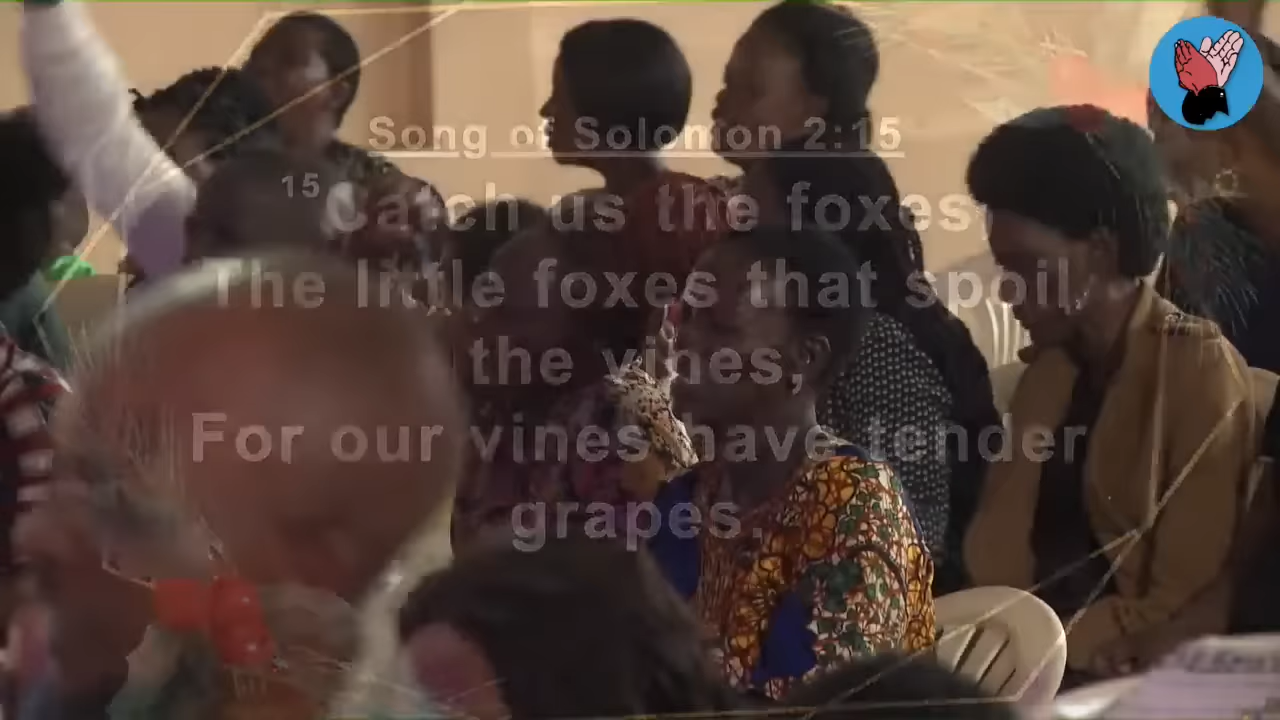 Song of Solomon 2:15
15 Catch us the foxes,
The little foxes that spoil
the vines,
For our vines have tender
grapes.